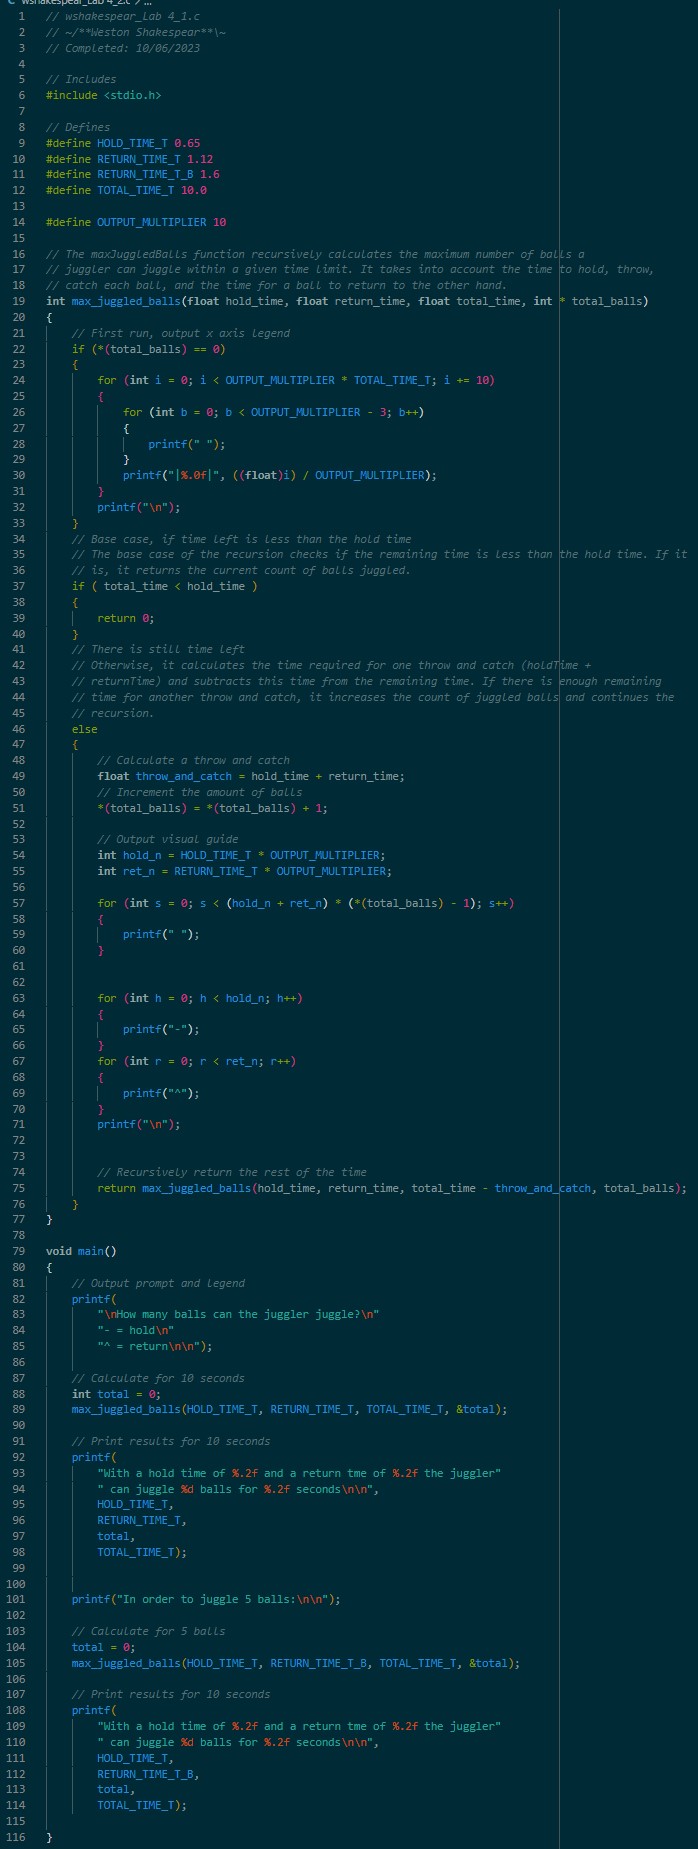 wshakespear_Lab 4_2.c > ...
1 // wshakespear_Lab 4_1.c
2 // ~/**Weston Shakespear**\~
3 // Completed: 10/06/2023
4
5 // Includes
6 #include <stdio.h>
7
8 // Defines
9 #define HOLD_TIME_T 0.65
10 #define RETURN_TIME_T 1.12
11 #define RETURN_TIME_T_B 1.6
12 #define TOTAL_TIME_T 10.0
13
14 #define OUTPUT_MULTIPLIER 10
15
16 // The maxJuggledBalls function recursively calculates the maximum number of balls a
17 // juggler can juggle within a given time limit. It takes into account the time to hold, throw,
18 // catch each ball, and the time for a ball to return to the other hand.
19 int max_juggled_balls(float hold_time, float return_time, float total_time, int * total_balls)
20 {
21 // First run, output x axis legend
22 if (*(total_balls) == 0)
23 {
24 for (int i = 0; i < OUTPUT_MULTIPLIER * TOTAL_TIME_T; i += 10)
25 {
26 for (int b = 0; b < OUTPUT_MULTIPLIER - 3; b++)
27 {
28 printf(" ");
29 }
30 printf("|%.0f|", ((float)i) / OUTPUT_MULTIPLIER);
31 }
32 printf("\n");
33 }
34 // Base case, if time left is less than the hold time
35 // The base case of the recursion checks if the remaining time is less than the hold time. If it
36 // is, it returns the current count of balls juggled.
37 if ( total_time < hold_time )
38 {
39 return 0;
40 }
41 // There is still time left
42 // Otherwise, it calculates the time required for one throw and catch (holdTime +
43 // returnTime) and subtracts this time from the remaining time. If there is enough remaining
44 // time for another throw and catch, it increases the count of juggled balls and continues the
45 // recursion.
46 else
47 {
48 // Calculate a throw and catch
49 float throw_and_catch = hold_time + return_time;
50 // Increment the amount of balls
51 *(total_balls) = *(total_balls) + 1;
52
53 // Output visual guide
54 int hold_n = HOLD_TIME_T * OUTPUT_MULTIPLIER;
55 int ret_n = RETURN_TIME_T * OUTPUT_MULTIPLIER;
56
57 for (int s = 0; s < (hold_n + ret_n) * (*(total_balls) - 1); s++)
58 {
59 printf(" ");
60 }
61
62
63 for (int h = 0; h < hold_n; h++)
64 {
65 printf("-");
66 }
67 for (int r = 0; r < ret_n; r++)
68 {
69 printf("^");
70 }
71 printf("\n");
72
73
74 // Recursively return the rest of the time
75 return max_juggled_balls(hold_time, return_time, total_time - throw_and_catch, total_balls);
76 }
77 }
78
79 void main()
80 {
81 // Output prompt and legend
82 printf(
83 "\nHow many balls can the juggler juggle?\n"
84 "- = hold\n"
85 "^ = return\n\n");
86
87 // Calculate for 10 seconds
88 int total = 0;
89 max_juggled_balls(HOLD_TIME_T, RETURN_TIME_T, TOTAL_TIME_T, &total);
90
91 // Print results for 10 seconds
92 printf(
93 "With a hold time of %.2f and a return tme of %.2f the juggler"
94 " can juggle %d balls for %.2f seconds\n\n",
95 HOLD_TIME_T,
96 RETURN_TIME_T,
97 total,
98 TOTAL_TIME_T);
99
100
101 printf("In order to juggle 5 balls:\n\n");
102
103 // Calculate for 5 balls
104 total = 0;
105 max_juggled_balls(HOLD_TIME_T, RETURN_TIME_T_B, TOTAL_TIME_T, &total);
106
107 // Print results for 10 seconds
108 printf(
109 "With a hold time of %.2f and a return tme of %.2f the juggler"
110 " can juggle %d balls for %.2f seconds\n\n",
111 HOLD_TIME_T,
112 RETURN_TIME_T_B,
113 total,
114 TOTAL_TIME_T);
115
116 }